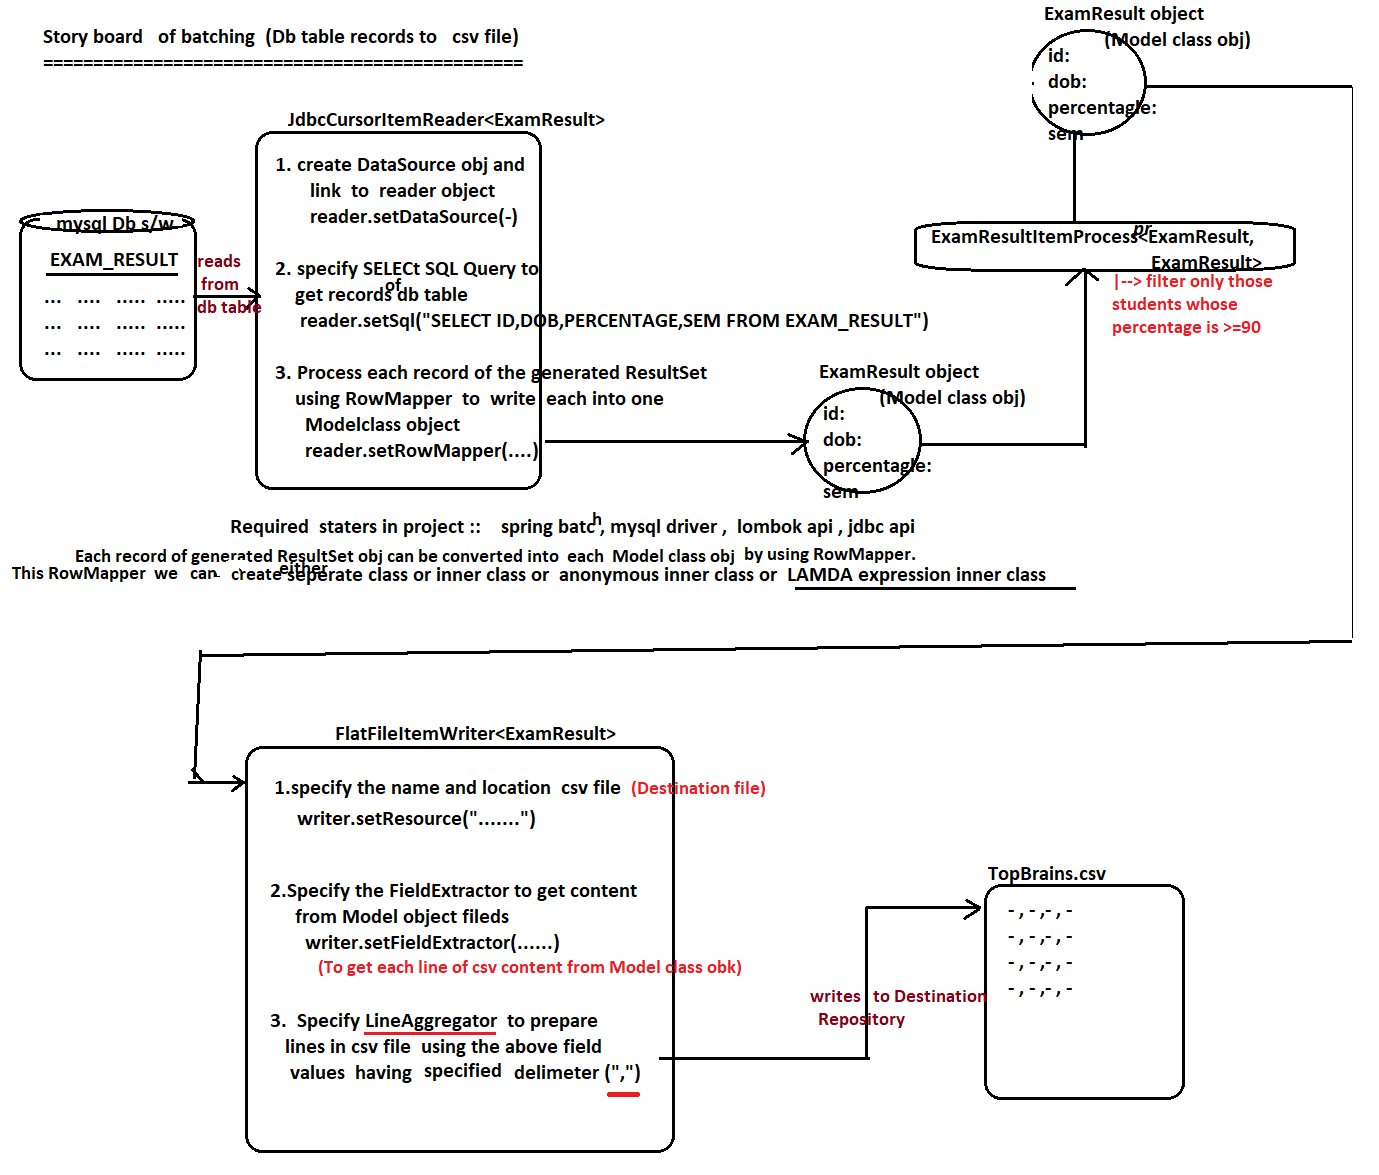 Story board of batching (Db table records to csv file)
================================================
JdbcCursorItemReader<ExamResult>
1. create DataSource obj and
link to reader object
reader.setDataSource(-)
2. specify SELECt SQL Query to
get records of db table
reader.setSql("SELECT ID,DOB,PERCENTAGE,SEM FROM EXAM_RESULT")
3. Process each record of the generated ResultSet
using RowMapper to write each into one
Modelclass object
reader.setRowMapper(....)
mysql Db s/w
EXAM_RESULT
... .... ..... .....
... .... ..... .....
... .... ..... .....
reads
from
db table
ExamResult object
(Model class obj)
id:
dob:
percentagle:
sem
ExamResultItemProcess<ExamResult,
pr
ExamResult>
|--> filter only those
students whose
percentage is >=90
ExamResult object
(Model class obj)
id:
dob:
percentagle:
sem
Required staters in project :: spring batch , mysql driver , lombok api , jdbc api
Each record of generated ResultSet obj can be converted into each Model class obj by using RowMapper.
This RowMapper we can either create seperate class or inner class or anonymous inner class or LAMDA expression inner class
FlatFileItemWriter<ExamResult>
1.specify the name and location csv file (Destination file)
writer.setResource(".......")
2.Specify the FieldExtractor to get content
from Model object fileds
writer.setFieldExtractor(......)
(To get each line of csv content from Model class obk)
3. Specify LineAggregator to prepare
lines in csv file using the above field
values having specified delimeter (",")
writes to Destination
Repository
TopBrains.csv
- , - ,- , -
- , - ,- , -
- , - ,- , -
- , - ,- , -